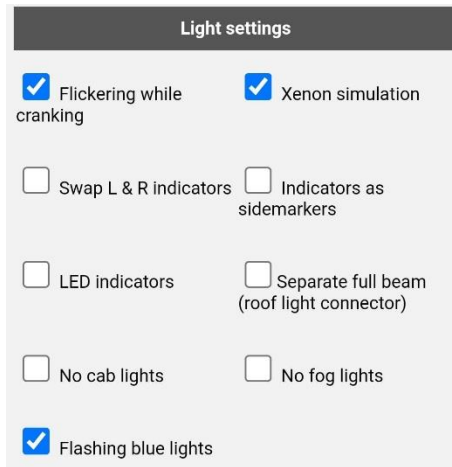 Light settings
Flickering while
cranking
Xenon simulation
Swap L & R indicators
Indicators as
sidemarkers
LED indicators
Separate full beam
(roof light connector)
No cab lights
No fog lights
Flashing blue lights